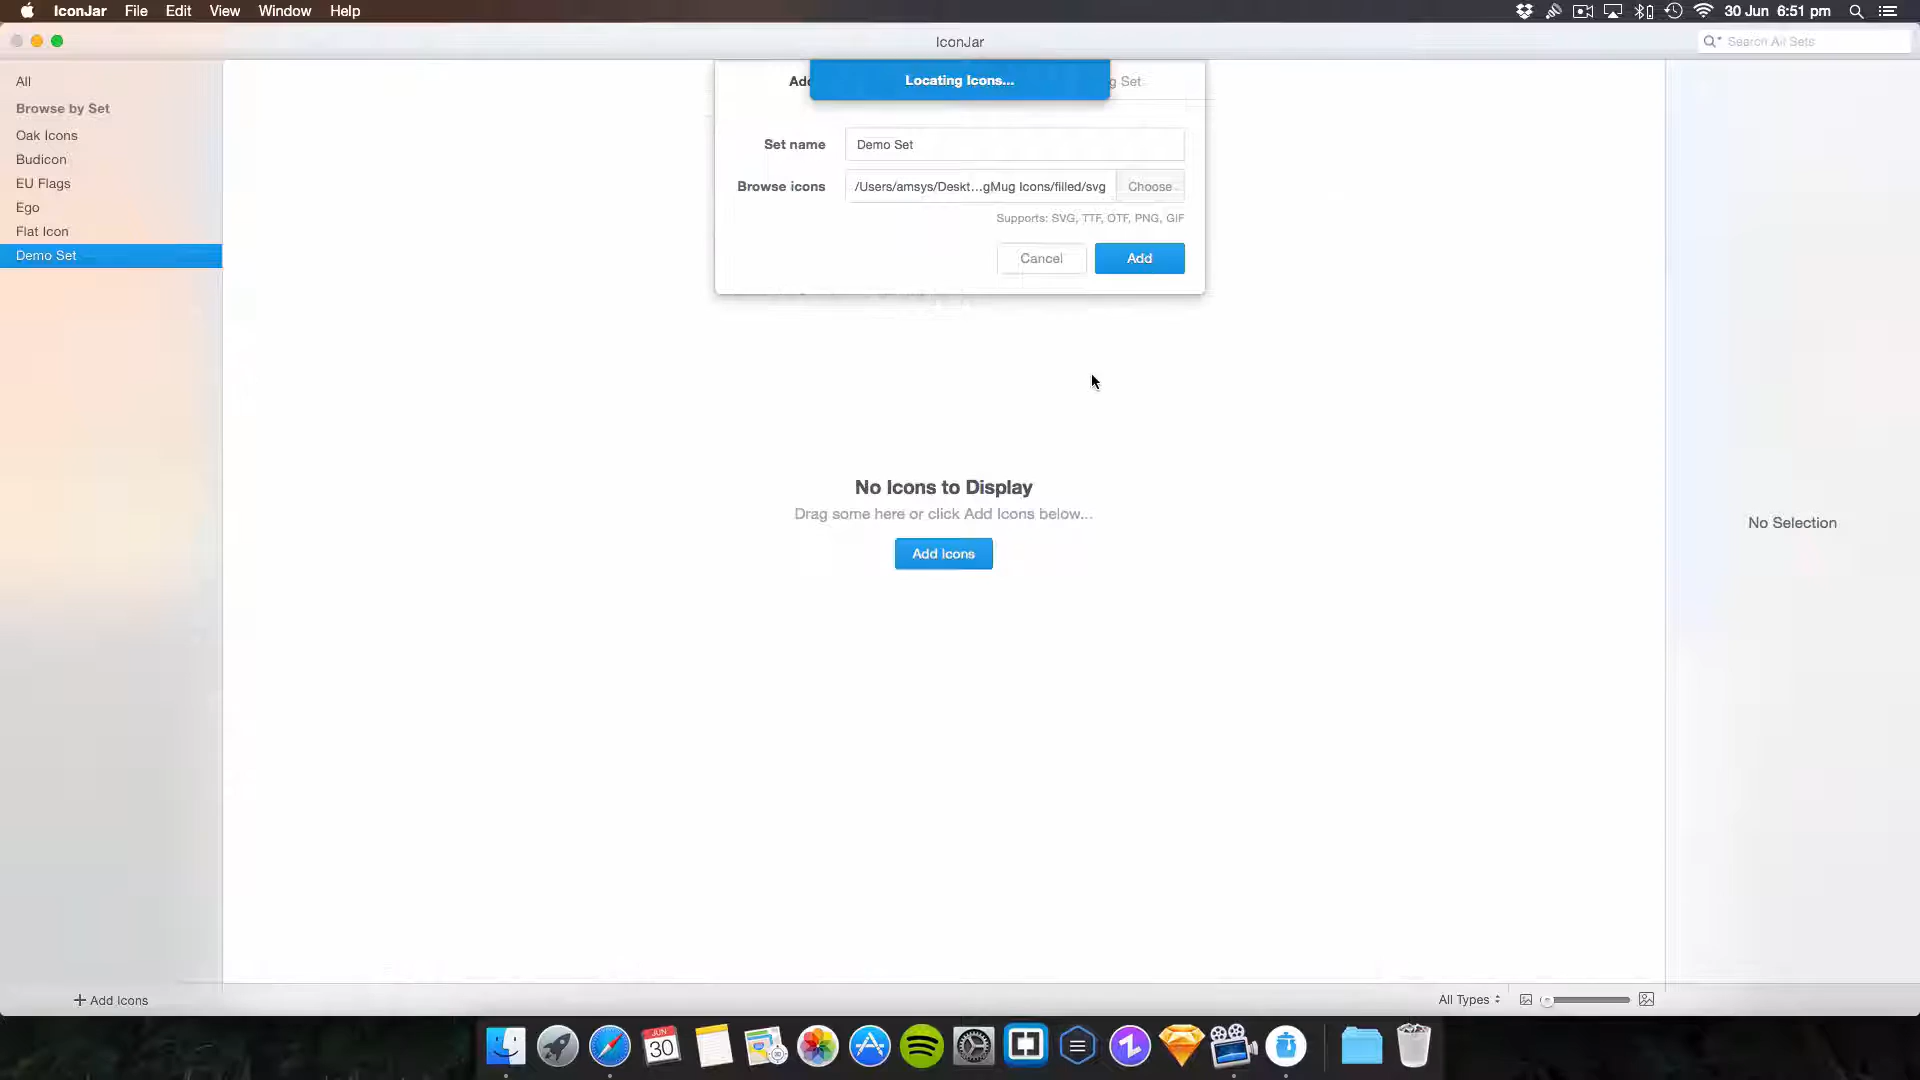 IconJar File Edit View Window Help
30 Jun 6:51 pm
IconJar
Search All Sets
All
Browse by Set
Oak Icons
Budicon
EU Flags
Ego
Flat Icon
Demo Set
Locating Icons...
g Set
Set name
Demo Set
Browse icons
/Users/amsys/Deskt...gMug Icons/filled/svg
Choose
Supports: SVG, TTF, OTF, PNG, GIF
Cancel
Add
No Icons to Display
Drag some here or click Add Icons below...
Add Icons
No Selection
+ Add Icons
All Types
JUN
30